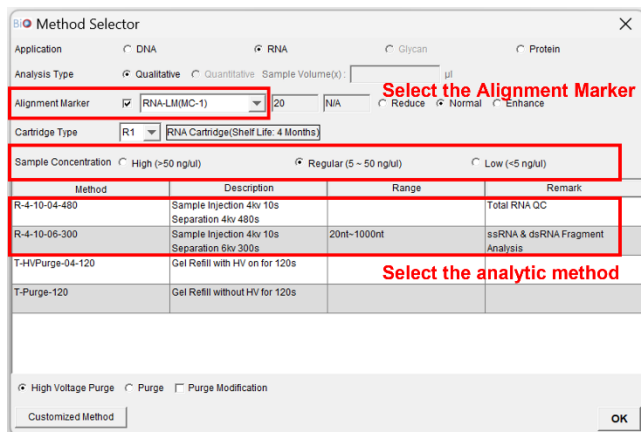 BiO Method Selector
Application DNA RNA Glycan Protein
Analysis Type Qualitative Quantitative Sample Volume(x) : µl
Select the Alignment Marker
Alignment Marker RNA-LM(MC-1) 20 N/A Reduce Normal Enhance
Cartridge Type R1 RNA Cartridge(Shelf Life: 4 Months)
Sample Concentration High (>50 ng/ul) Regular (5 ~ 50 ng/ul) Low (<5 ng/ul)
Method Description Range Remark
R-4-10-04-480 Sample Injection 4kv 10s Total RNA QC
Separation 4kv 480s
R-4-10-06-300 Sample Injection 4kv 10s 20nt~1000nt ssRNA & dsRNA Fragment
Separation 6kv 300s Analysis
T-HVPurge-04-120 Gel Refill with HV on for 120s
Select the analytic method
T-Purge-120 Gel Refill without HV for 120s
High Voltage Purge Purge Purge Modification
Customized Method OK